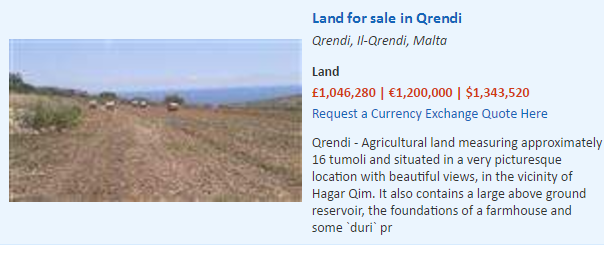 Land for sale in Qrendi
Qrendi, Il-Qrendi, Malta
Land
£1,046,280 | €1,200,000 | $1,343,520
Request a Currency Exchange Quote Here
Qrendi - Agricultural land measuring approximately
16 tumoli and situated in a very picturesque
location with beautiful views, in the vicinity of
Hagar Qim. It also contains a large above ground
reservoir, the foundations of a farmhouse and
some `duri` pr